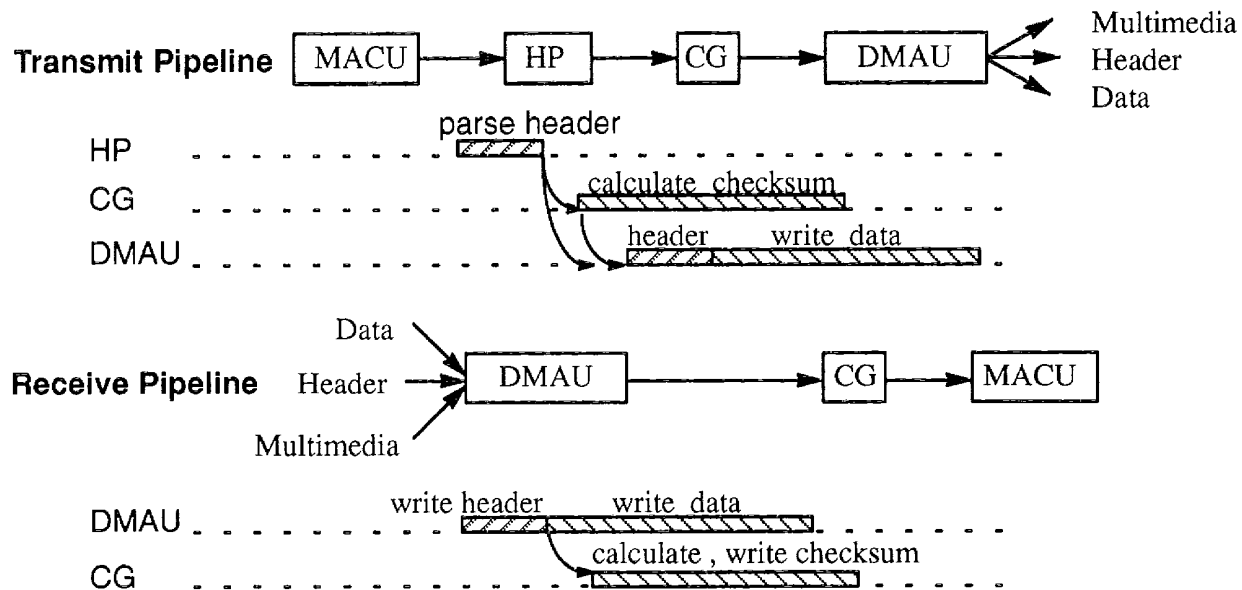 Transmit Pipeline MACU HP CG DMAU Multimedia
Header
Data
parse header
HP
calculate checksum
CG
header write data
DMAU
Data
Receive Pipeline Header DMAU CG MACU
Multimedia
write header write data
DMAU
calculate , write checksum
CG